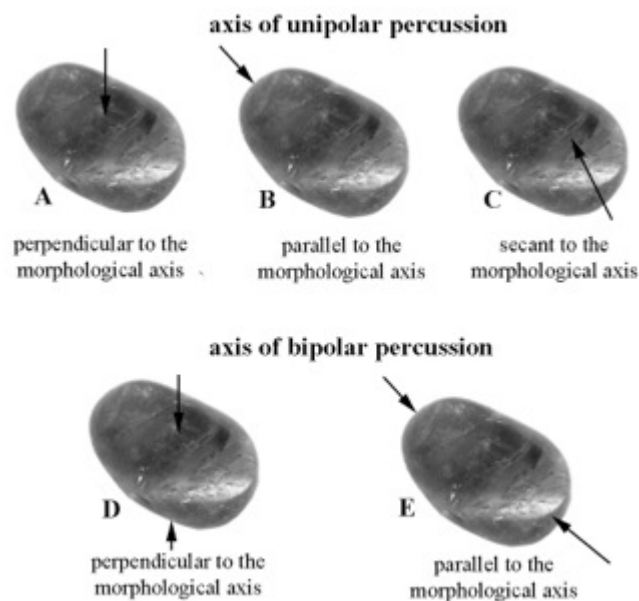 axis of unipolar percussion
A
B
C
perpendicular to the
morphological axis
parallel to the
morphological axis
secant to the
morphological axis
axis of bipolar percussion
D
E
perpendicular to the
morphological axis
parallel to the
morphological axis